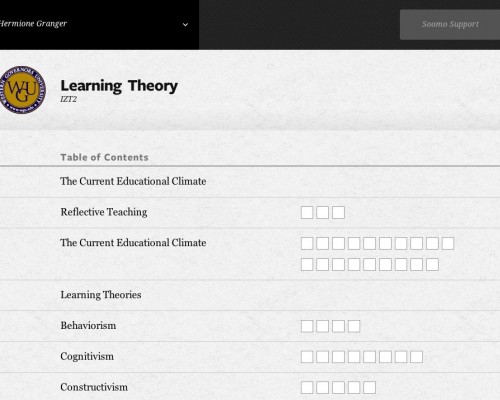 Hermione Granger
Soomo Support
WESTERN GOVERNORS UNIVERSITY
WGU
Learning Theory
IZT2
Table of Contents
The Current Educational Climate
Reflective Teaching
The Current Educational Climate
Learning Theories
Behaviorism
Cognitivism
Constructivism